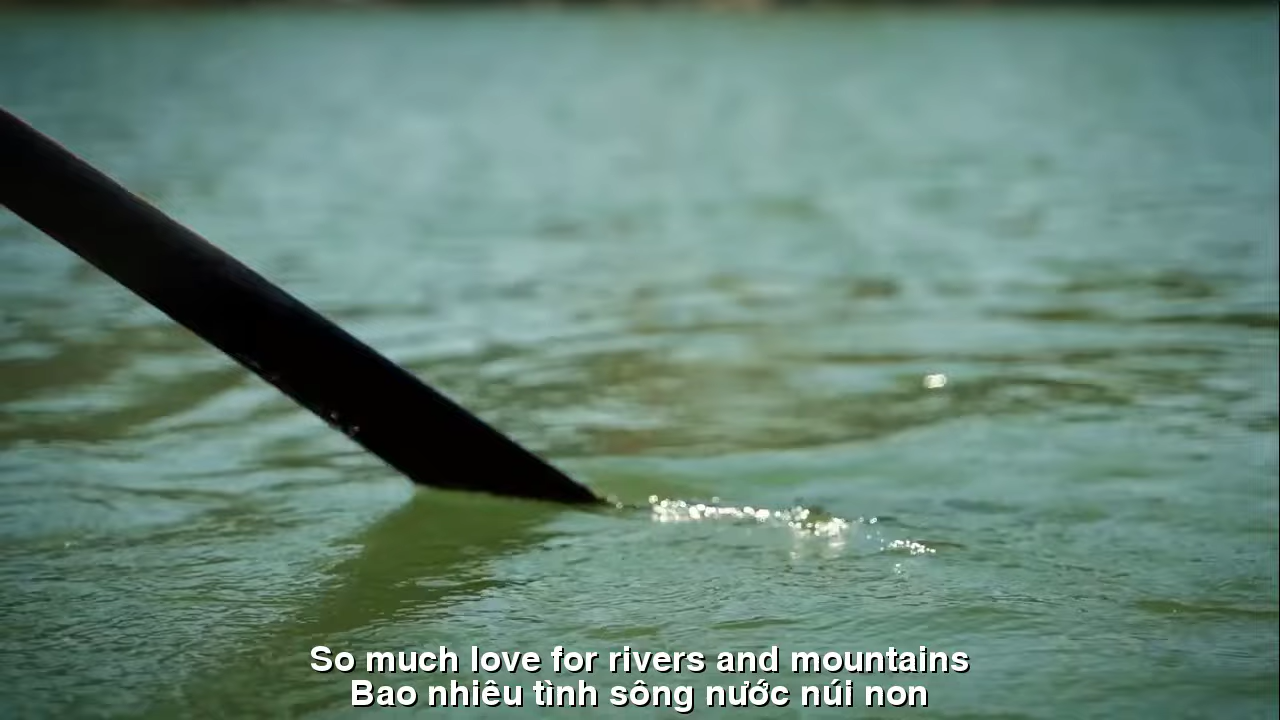 So much love for rivers and mountains
Bao nhiêu tình sông nước núi non